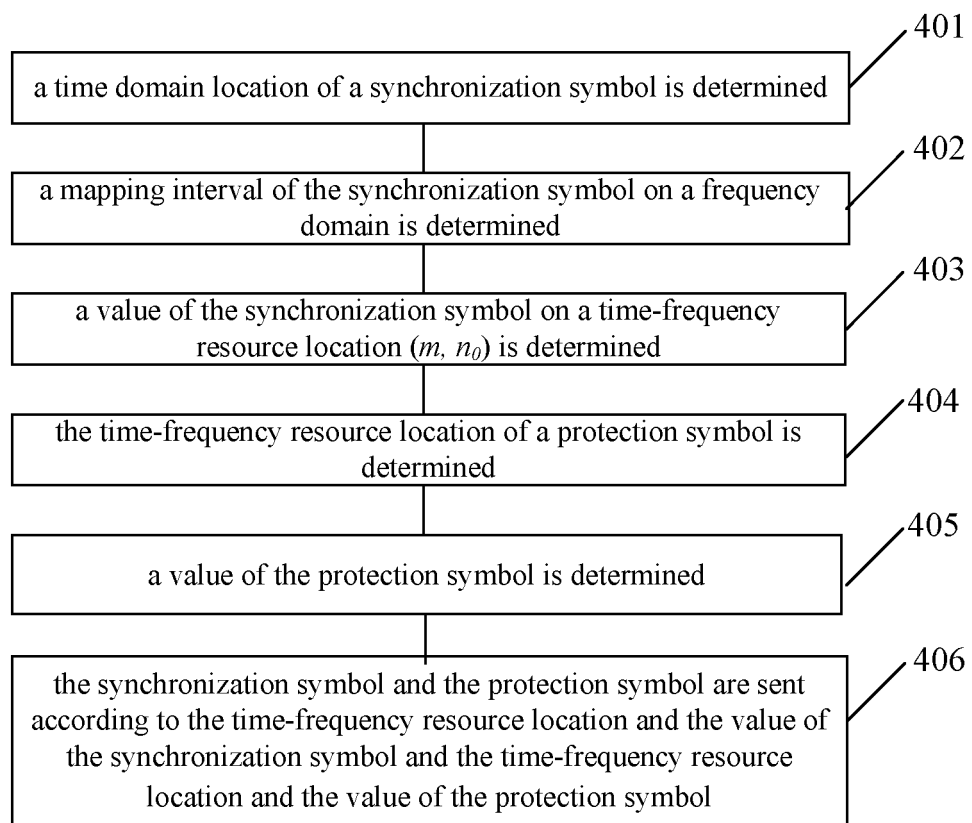 401
a time domain location of a synchronization symbol is determined
402
a mapping interval of the synchronization symbol on a frequency
domain is determined
403
a value of the synchronization symbol on a time-frequency
resource location (m, n0) is determined
404
the time-frequency resource location of a protection symbol is
determined
405
a value of the protection symbol is determined
406
the synchronization symbol and the protection symbol are sent
according to the time-frequency resource location and the value of
the synchronization symbol and the time-frequency resource
location and the value of the protection symbol